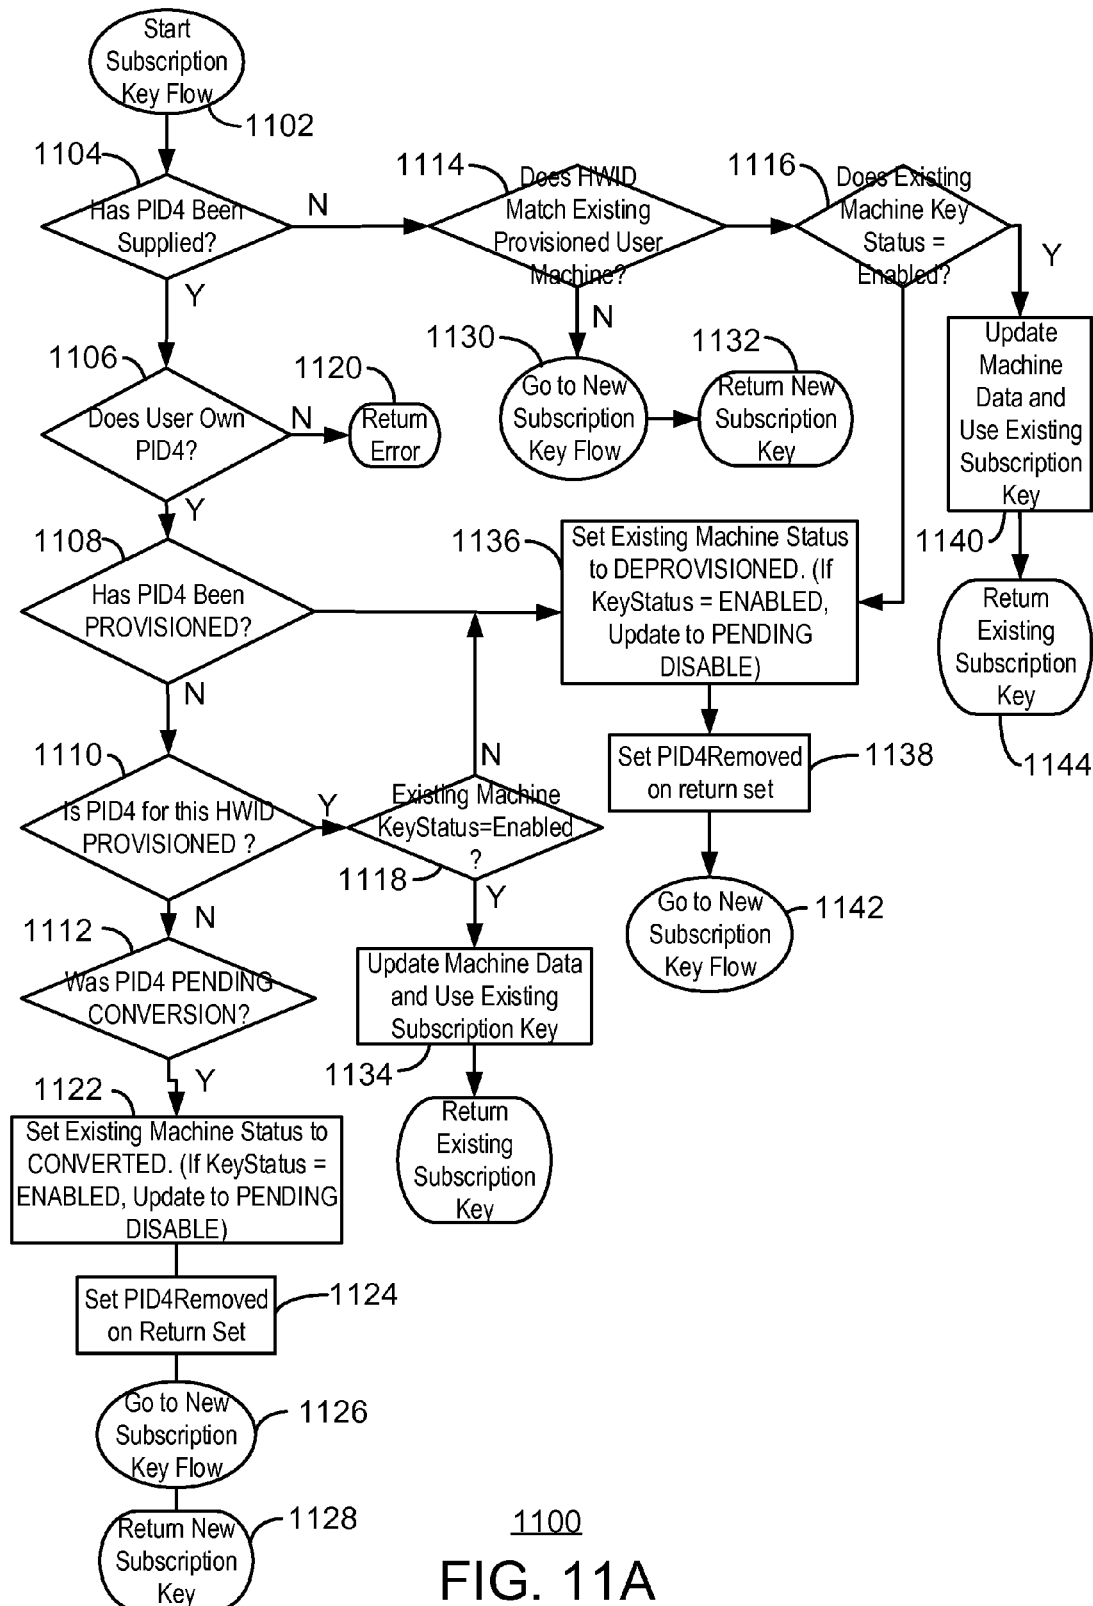 Start
Subscription
Key Flow
1102
1104
Has PID4 Been
Supplied?
N
Y
1114
Does HWID
Match Existing
Provisioned User
Machine?
N
1116
Does Existing
Machine Key
Status =
Enabled?
Y
1106
Does User Own
PID4?
N
Y
1120
Return
Error
1130
Go to New
Subscription
Key Flow
1132
Return New
Subscription
Key
Update
Machine
Data and
Use Existing
Subscription
Key
1140
Return
Existing
Subscription
Key
1144
1108
Has PID4 Been
PROVISIONED?
N
1136
Set Existing Machine Status
to DEPROVISIONED. (If
KeyStatus = ENABLED,
Update to PENDING
DISABLE)
Set PID4Removed
on return set
1138
Go to New
Subscription
Key Flow
1142
1110
Is PID4 for this HWID
PROVISIONED ?
Y
N
N
Existing Machine
KeyStatus=Enabled
?
1118
Y
Update Machine Data
and Use Existing
Subscription Key
1134
Return
Existing
Subscription
Key
1112
Was PID4 PENDING
CONVERSION?
Y
1122
Set Existing Machine Status to
CONVERTED. (If KeyStatus =
ENABLED, Update to PENDING
DISABLE)
Set PID4Removed
on Return Set
1124
Go to New
Subscription
Key Flow
1126
Return New
Subscription
Key
1128
1100
FIG. 11A